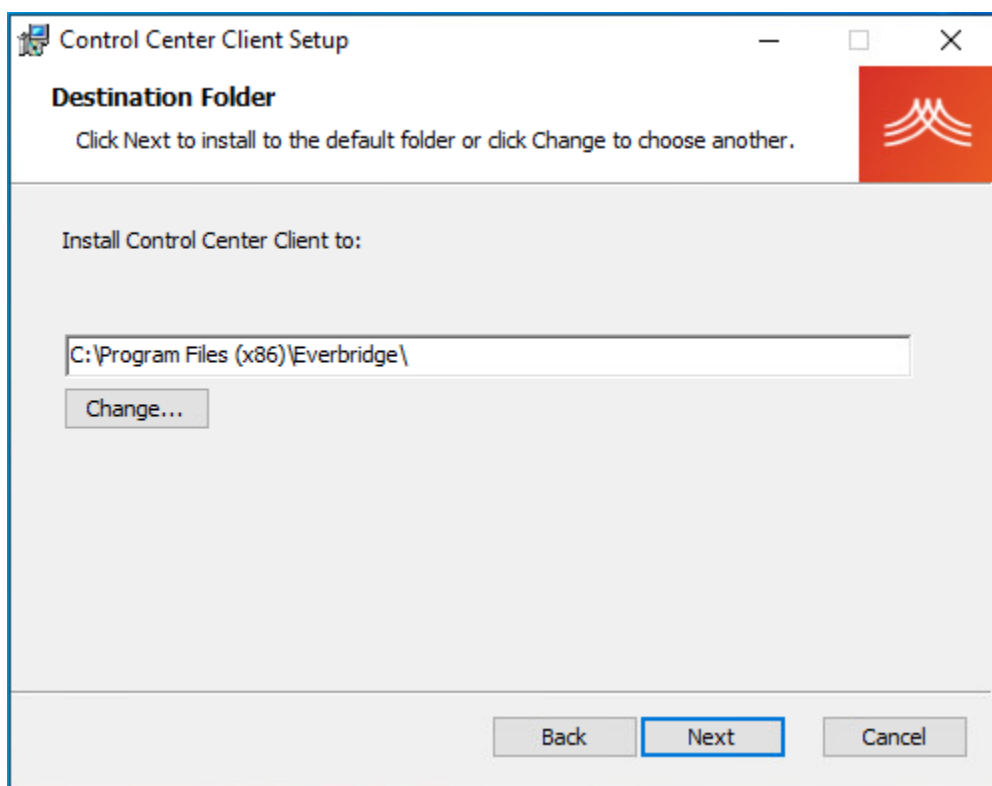 Control Center Client Setup
Destination Folder
Click Next to install to the default folder or click Change to choose another.
Install Control Center Client to:
C:\Program Files (x86)\Everbridge\
Change...
Back Next Cancel